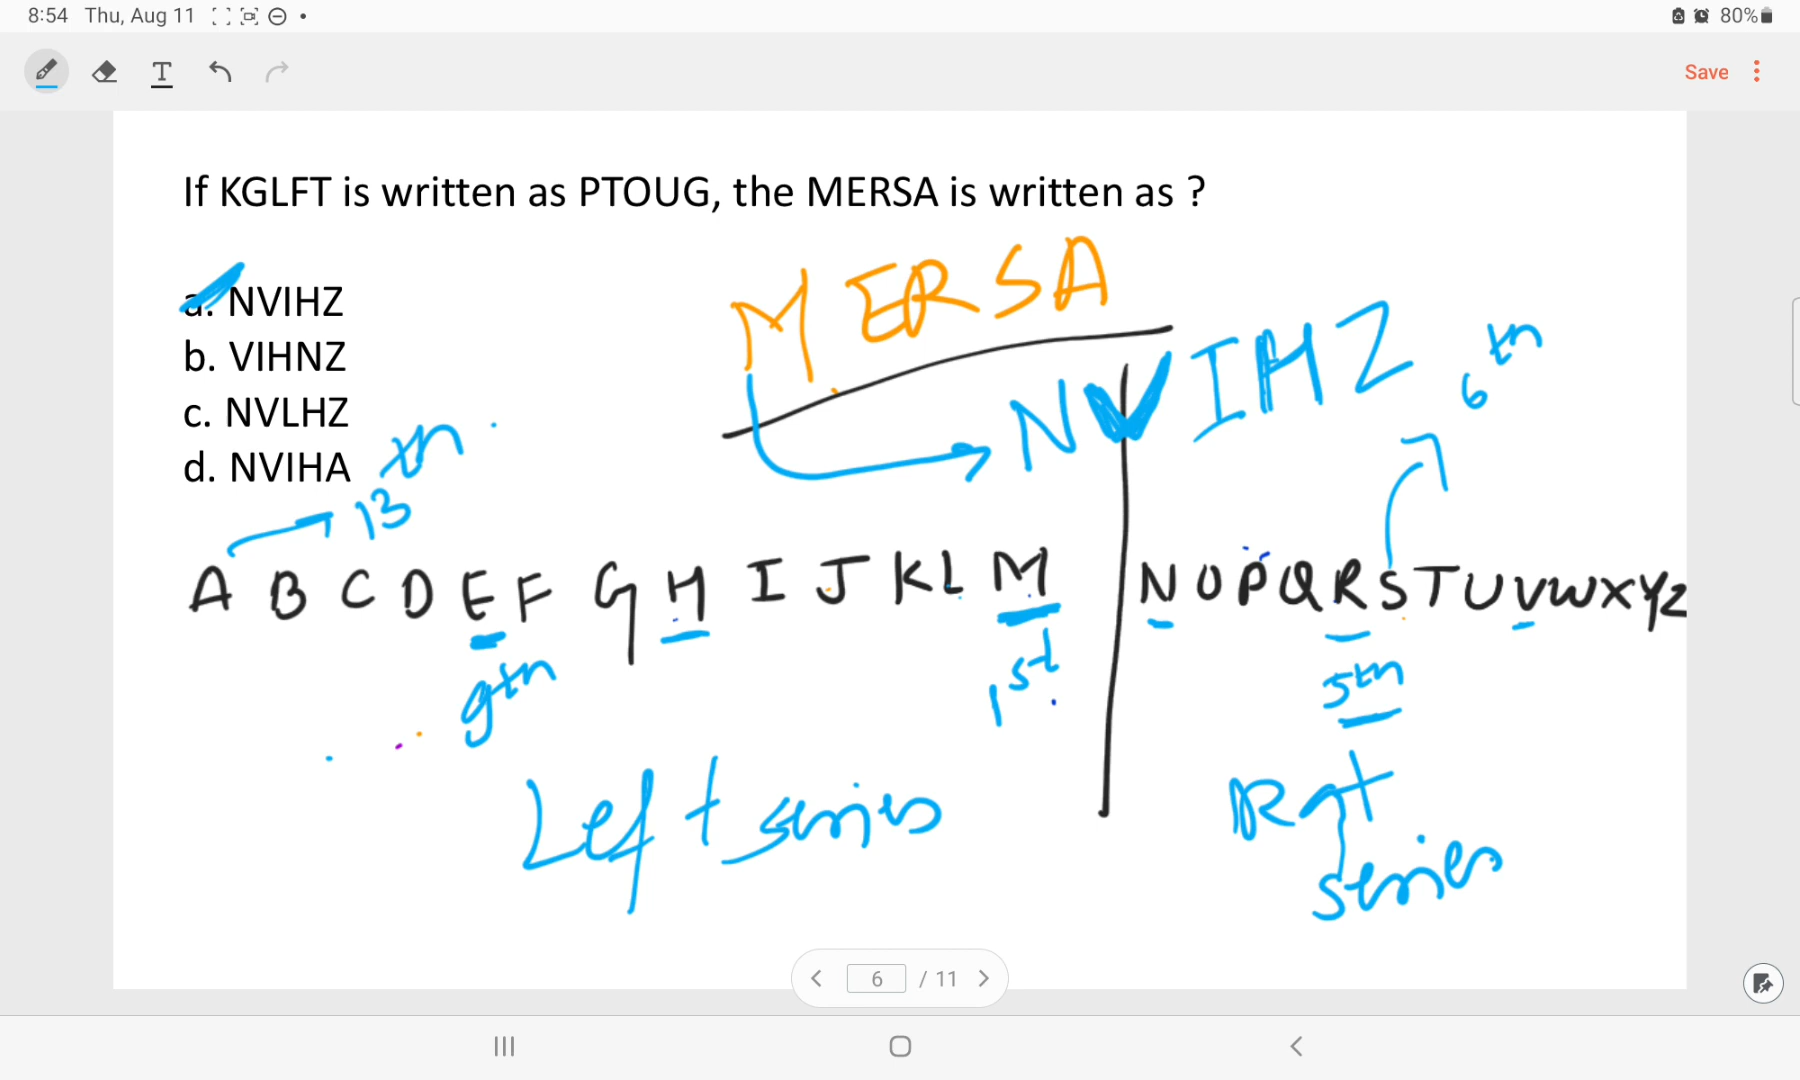 8:54 Thu, Aug 11 80%
T Save
If KGLFT is written as PTOUG, the MERSA is written as ?
MERSA
a. NVIHZ
NVIHZ
6th
b. VIHNZ
c. NVLHZ
d. NVIHA
13th
A B C D E F G H I J K L M N O P Q R S T U V W X Y Z
9th 1st 5th
Left series Rgt
series
6 / 11